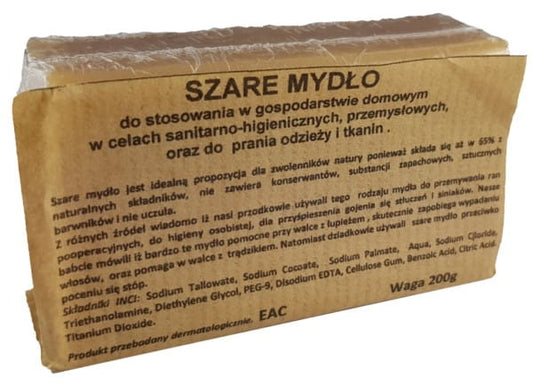 SZARE MYDŁO
do stosowania w gospodarstwie domowym
w celach sanitarno-higienicznych, przemysłowych,
oraz do prania odzieży i tkanin .
Szare mydło jest idealną propozycja dla zwolenników natury ponieważ składa się aż w 65% z
naturalnych składników, nie zawiera konserwantów, substancji zapachowych, sztucznych
barwników i nie uczula.
Z różnych źródeł wiadomo iż nasi przodkowie używali tego rodzaju mydła do przemywania ran
pooperacyjnych, do higieny osobistej, dla przyśpieszenia gojenia się stłuczeń i siniaków. Nasze
babcie mówili iż bardzo te mydło pomocne przy walce z łupieżem , skutecznie zapobiega wypadaniu
włosów, oraz pomaga w walce z trądzikiem. Natomiast dziadkowie używali szare mydło przeciwko
poceniu się stóp.
Składniki INCI: Sodium Tallowate, Sodium Cocoate, Sodium Palmate, Aqua, Sodium Cjloride,
Triethanolamine, Diethylene Glycol, PEG-9, Disodium EDTA, Cellulose Gum, Benzoic Acid, Citric Acid.
Titanium Dioxide.
Waga 200g
Produkt przebadany dermatologicznie. EAC